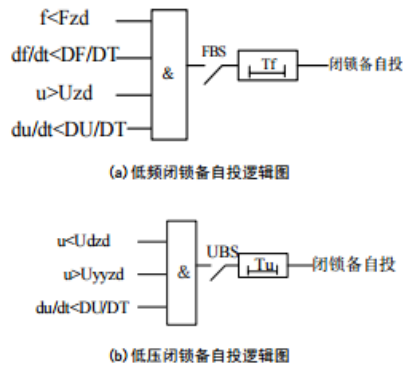 f<Fzd
df/dt<DF/DT
u>Uzd
du/dt<DU/DT
&
FBS
Tf
闭锁备自投
(a)低频闭锁备自投逻辑图
u<Udzd
u>Uyyzd
du/dt<DU/DT
&
UBS
Tu
闭锁备自投
(b)低压闭锁备自投逻辑图